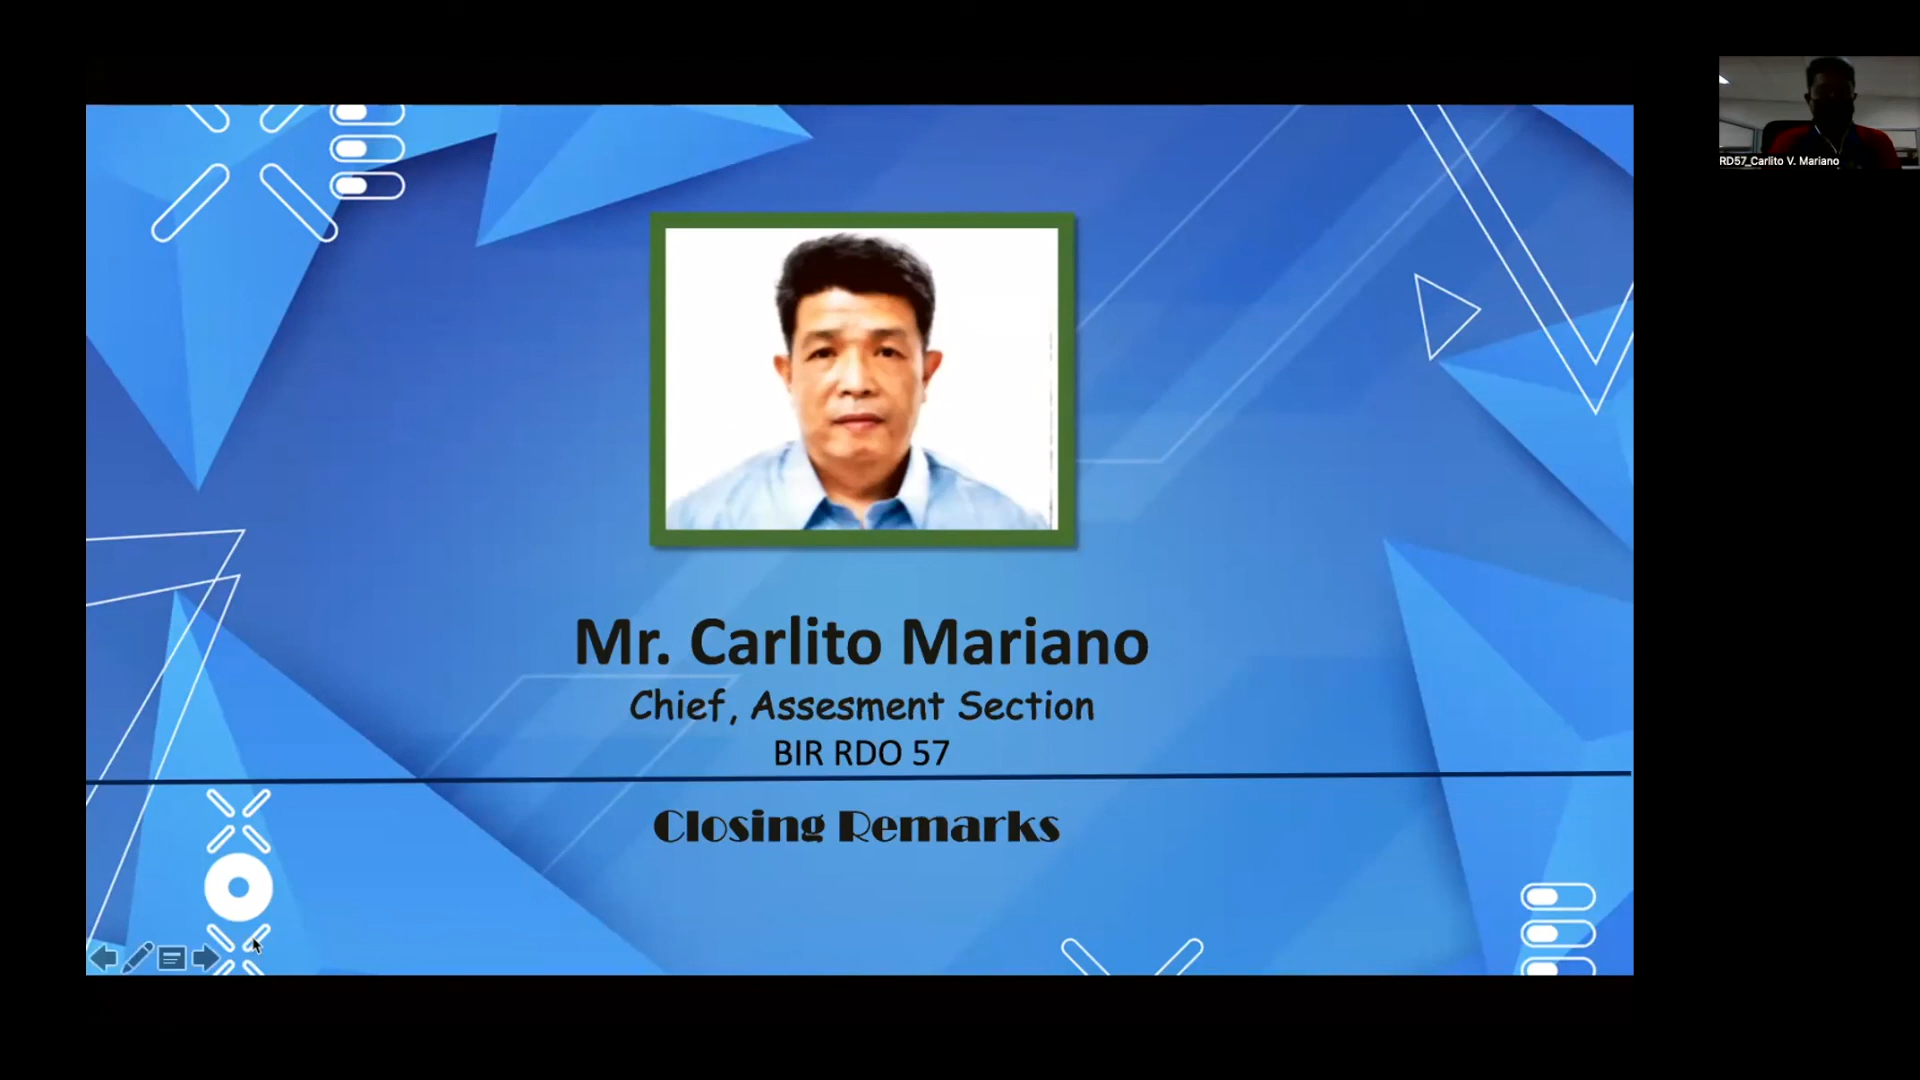 RD57_Carlito V. Mariano
Mr. Carlito Mariano
Chief, Assesment Section
BIR RDO 57
Closing Remarks